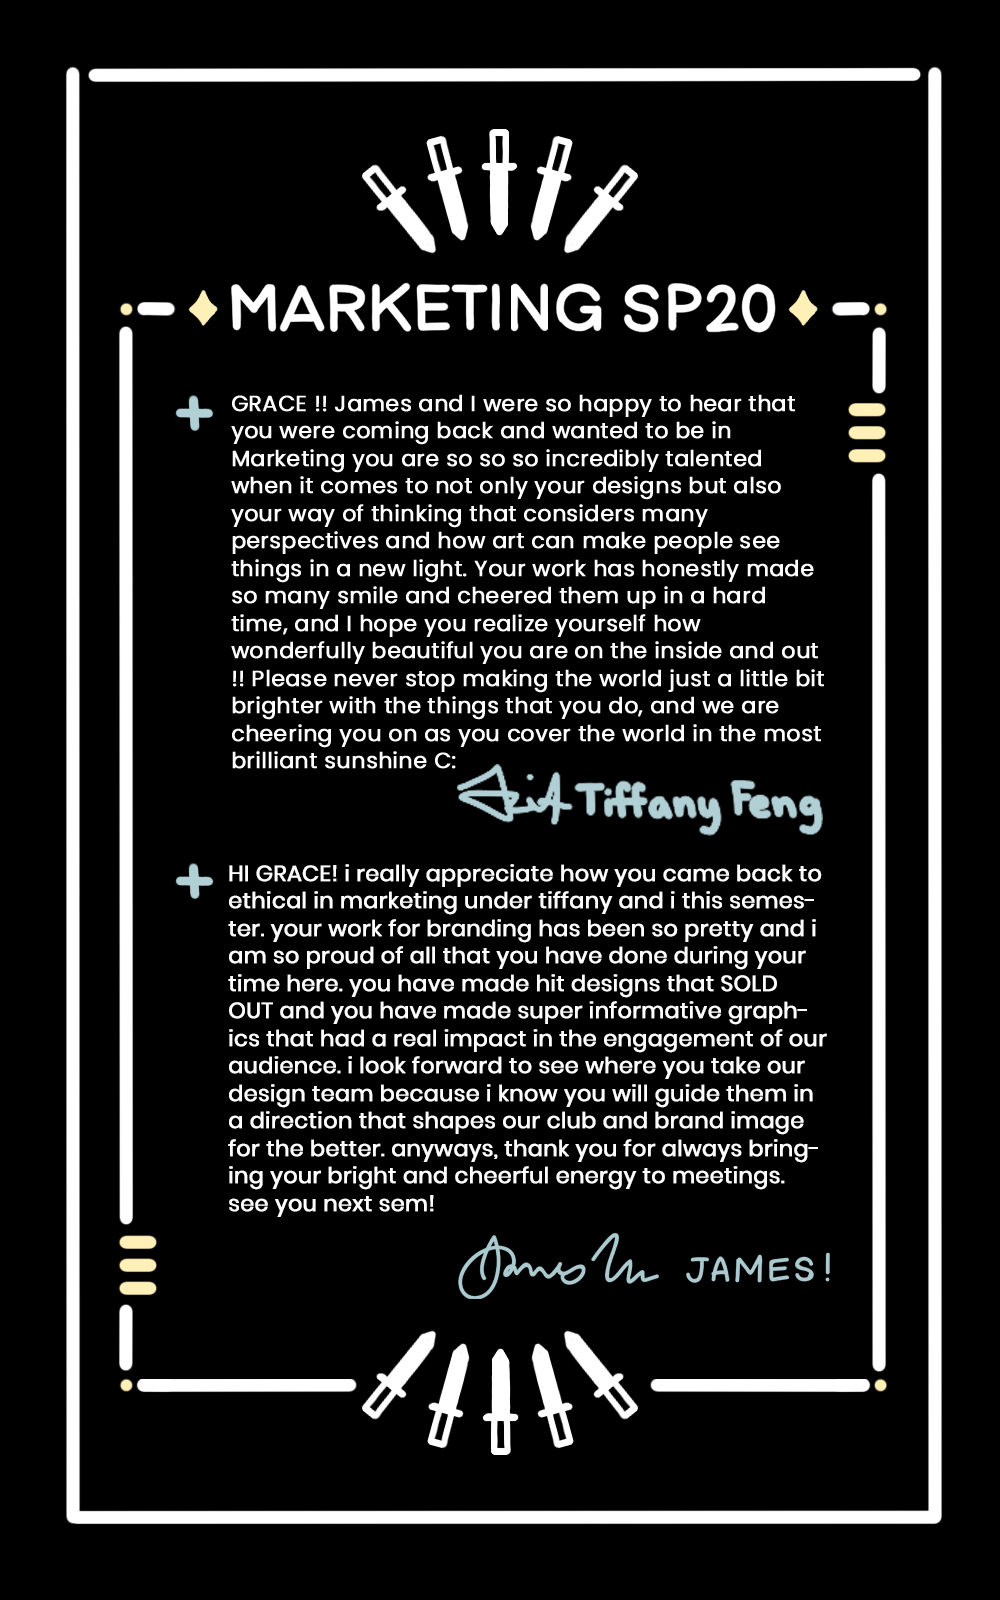 MARKETING SP20
GRACE !! James and I were so happy to hear that
you were coming back and wanted to be in
Marketing you are so so so incredibly talented
when it comes to not only your designs but also
your way of thinking that considers many
perspectives and how art can make people see
things in a new light. Your work has honestly made
so many smile and cheered them up in a hard
time, and I hope you realize yourself how
wonderfully beautiful you are on the inside and out
!! Please never stop making the world just a little bit
brighter with the things that you do, and we are
cheering you on as you cover the world in the most
brilliant sunshine C:
Tiffany Feng
HI GRACE! i really appreciate how you came back to
ethical in marketing under tiffany and i this semes-
ter. your work for branding has been so pretty and i
am so proud of all that you have done during your
time here. you have made hit designs that SOLD
OUT and you have made super informative graph-
ics that had a real impact in the engagement of our
audience. i look forward to see where you take our
design team because i know you will guide them in
a direction that shapes our club and brand image
for the better. anyways, thank you for always bring-
ing your bright and cheerful energy to meetings.
see you next sem!
James JAMES!